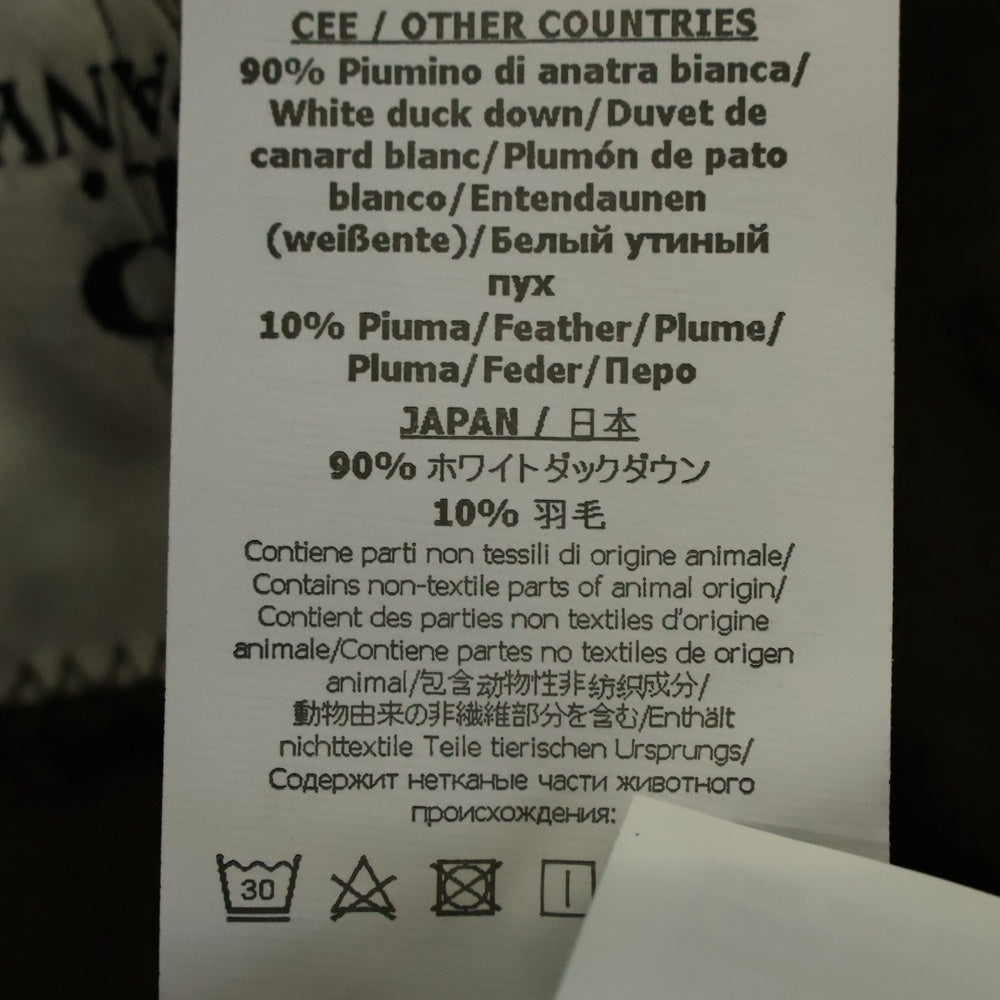 CEE / OTHER COUNTRIES
90% Piumino di anatra bianca/
White duck down/Duvet de
canard blanc/Plumón de pato
blanco/Entendaunen
(weißente)/Белый утиный
пух
10% Piuma/Feather/Plume/
Pluma/Feder/Перо
JAPAN / 日本
90% ホワイトダックダウン
10% 羽毛
Contiene parti non tessili di origine animale/
Contains non-textile parts of animal origin/
Contient des parties non textiles d'origine
animale/Contiene partes no textiles de origen
animal/包含动物性非纺织成分/
動物由来の非繊維部分を含む/Enthält
nichttextile Teile tierischen Ursprungs/
Содержит нетканые части животного
происхождения:
30